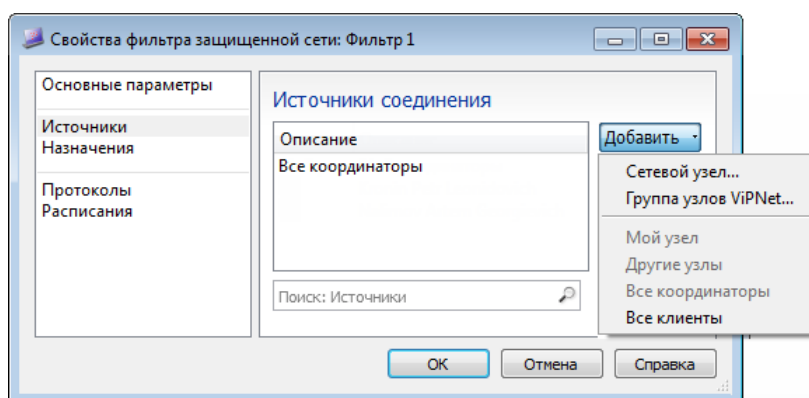 Свойства фильтра защищенной сети: Фильтр 1
Основные параметры
Источники
Назначения
Протоколы
Расписания
Источники соединения
Описание
Все координаторы
Поиск: Источники
Добавить
Сетевой узел...
Группа узлов ViPNet...
Мой узел
Другие узлы
Все координаторы
Все клиенты
ОК
Отмена
Справка